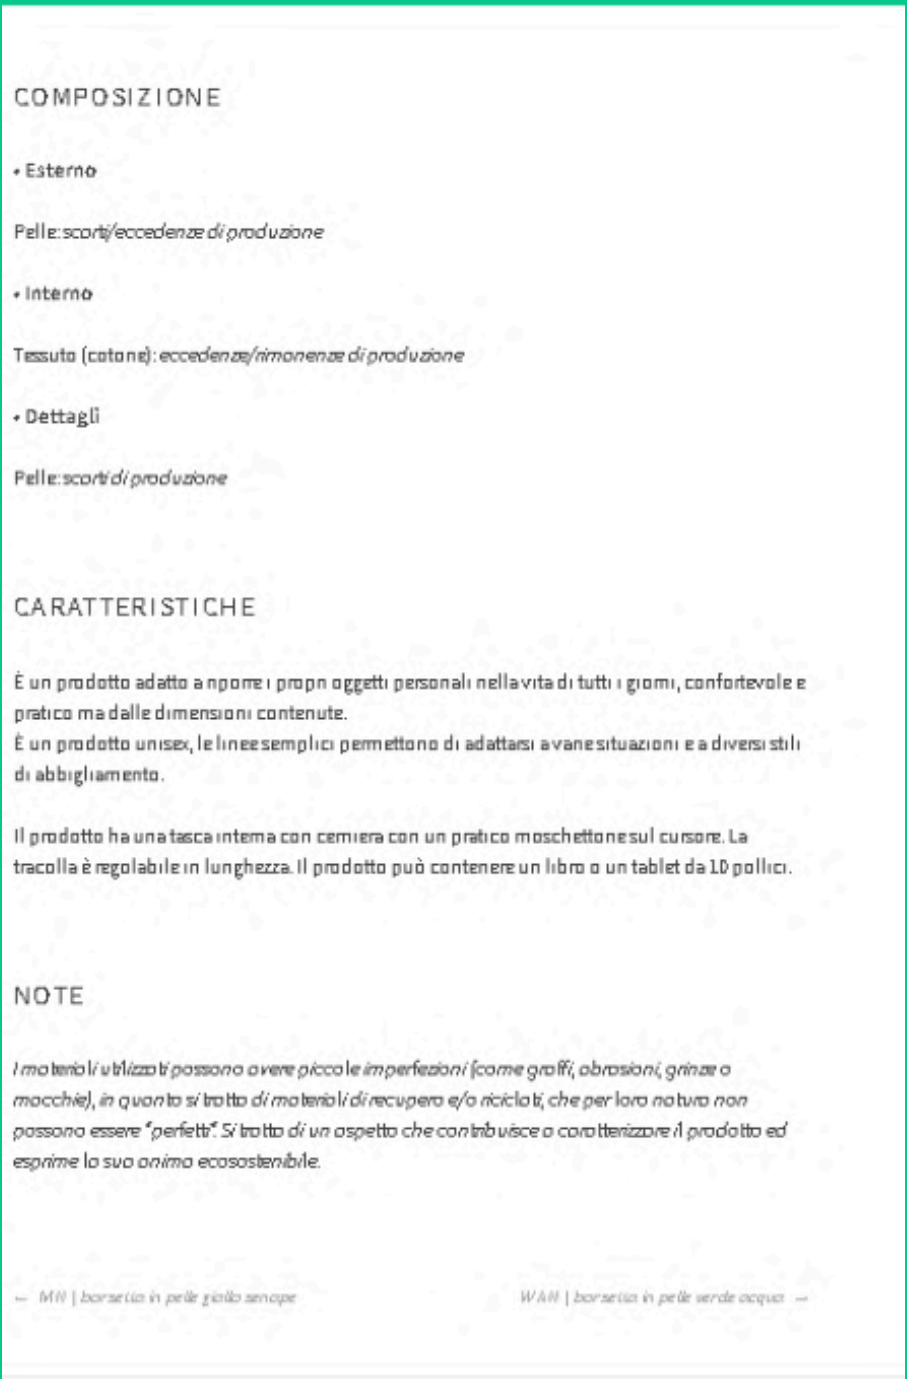 COMPOSIZIONE
• Esterno
Pelle: scarti/eccedenze di produzione
• Interno
Tessuto (cotone): eccedenze/rimanenze di produzione
• Dettagli
Pelle: scarti di produzione
CARATTERISTICHE
È un prodotto adatto a riporre i propri oggetti personali nella vita di tutti i giorni, confortevole e
pratico ma dalle dimensioni contenute.
È un prodotto unisex, le linee semplici permettono di adattarsi a varie situazioni e a diversi stili
di abbigliamento.
Il prodotto ha una tasca interna con cerniera con un pratico moschettone sul cursore. La
tracolla è regolabile in lunghezza. Il prodotto può contenere un libro o un tablet da 10 pollici.
NOTE
I materiali utilizzati possono avere piccole imperfezioni (come graffi, abrasioni, grinze o
macchie), in quanto si tratta di materiali di recupero e/o riciclati, che per loro natura non
possono essere "perfetti". Si tratta di un aspetto che contribuisce a caratterizzare il prodotto ed
esprime la sua anima ecosostenibile.
← | borsetta in pelle giallo senape
| borsetta in pelle verde acqua →